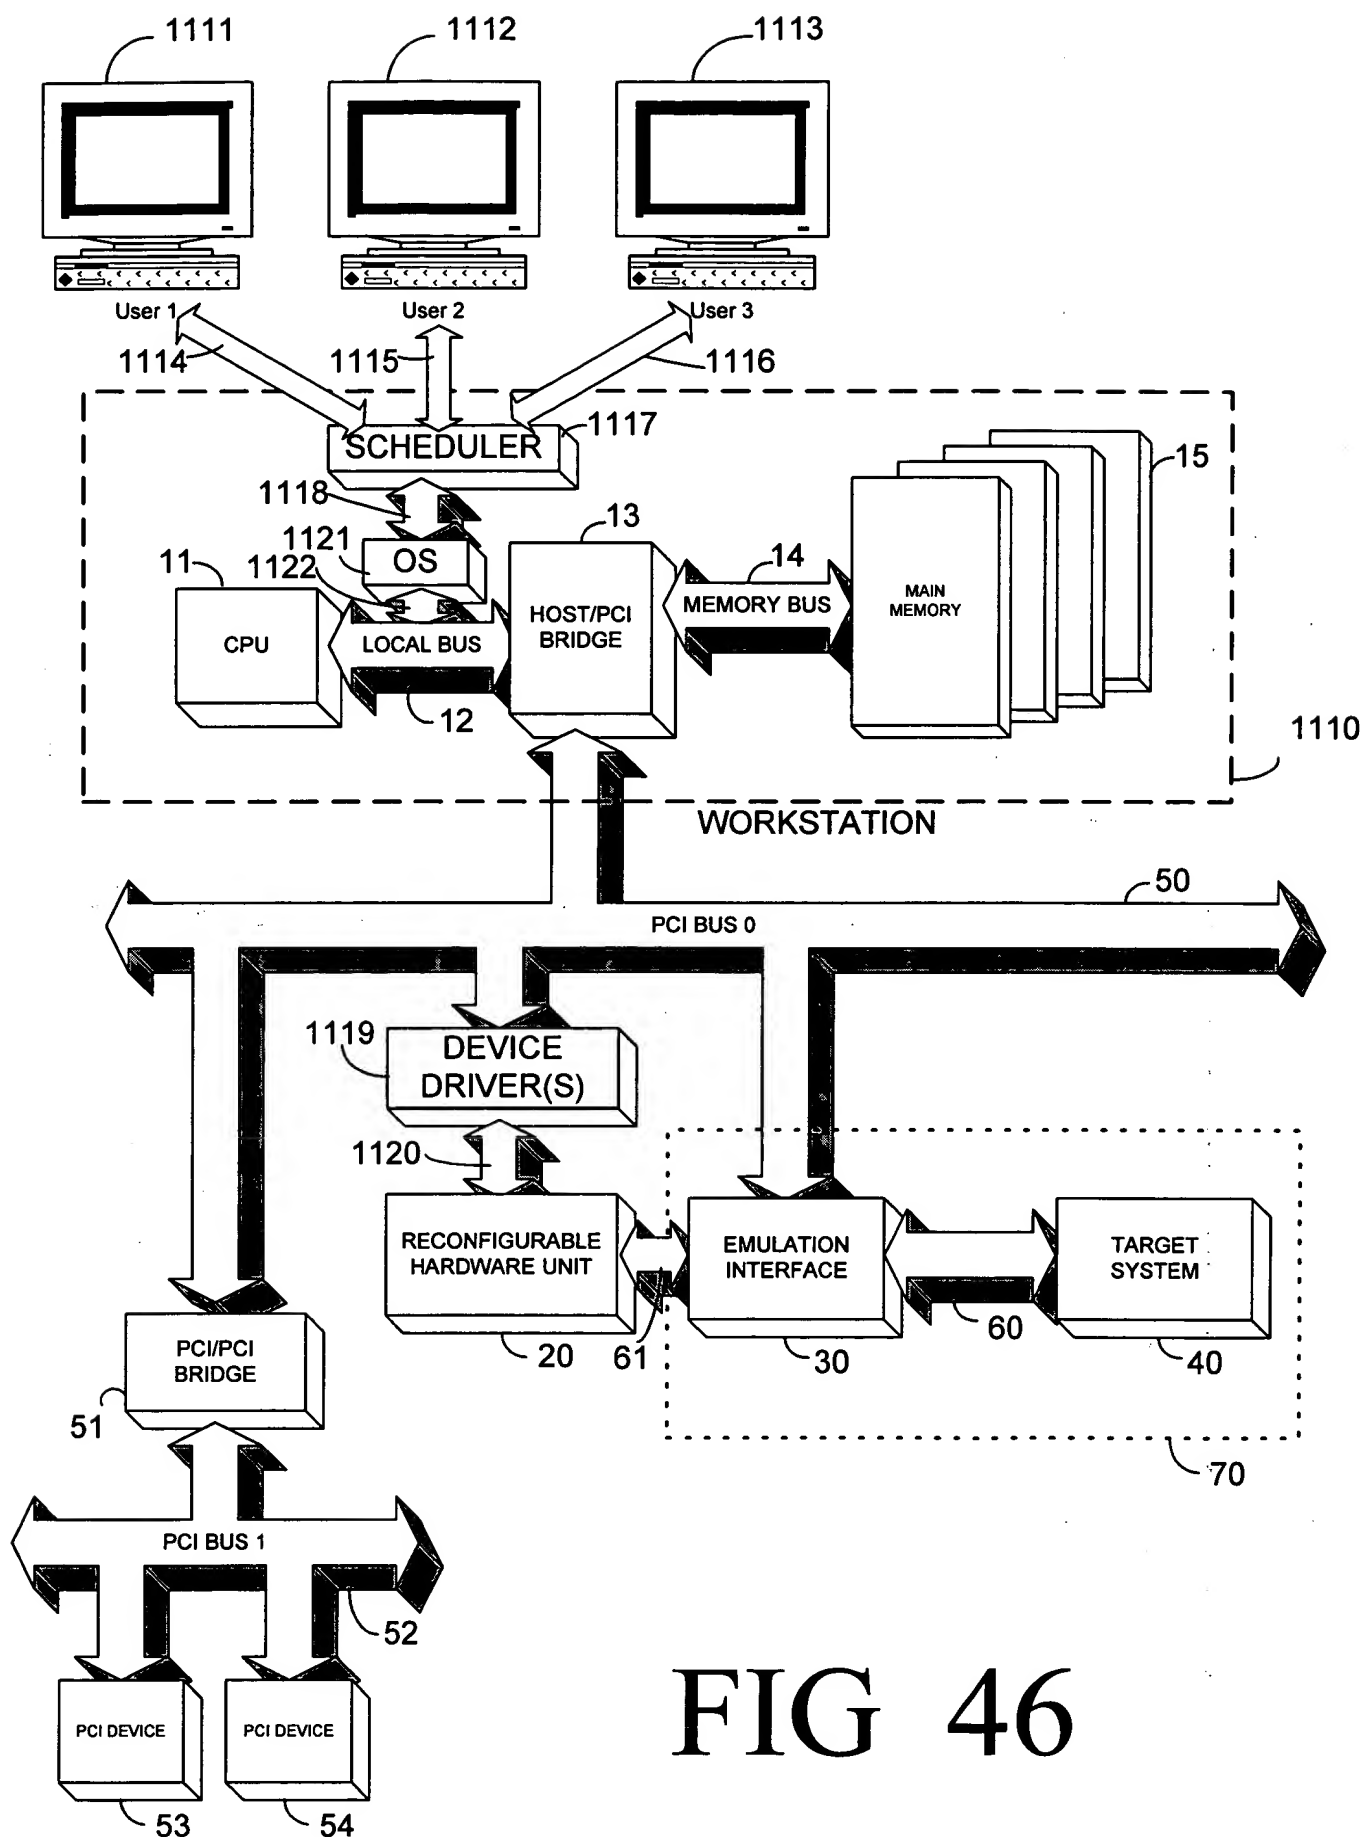 1111
1112
1113
User 1
User 2
User 3
1114
1115
1116
SCHEDULER
1117
1118
15
13
1121
OS
11
1122
14
CPU
LOCAL BUS
HOST/PCI
BRIDGE
MEMORY BUS
MAIN
MEMORY
12
1110
WORKSTATION
50
PCI BUS 0
1119
DEVICE
DRIVER(S)
1120
RECONFIGURABLE
HARDWARE UNIT
EMULATION
INTERFACE
TARGET
SYSTEM
20
61
30
60
40
PCI/PCI
BRIDGE
51
70
PCI BUS 1
52
PCI DEVICE
PCI DEVICE
53
54
FIG 46